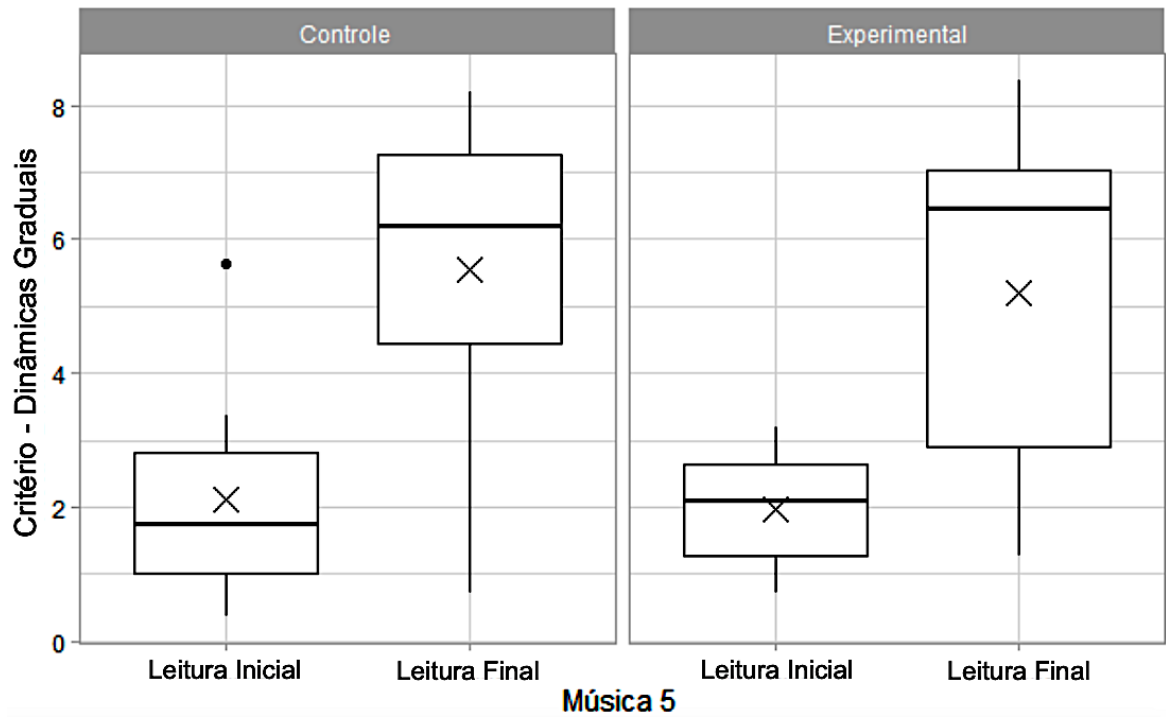 Controle
Experimental
Critério - Dinâmicas Graduais
8
6
4
2
0
Leitura Inicial
Leitura Final
Leitura Inicial
Leitura Final
Música 5